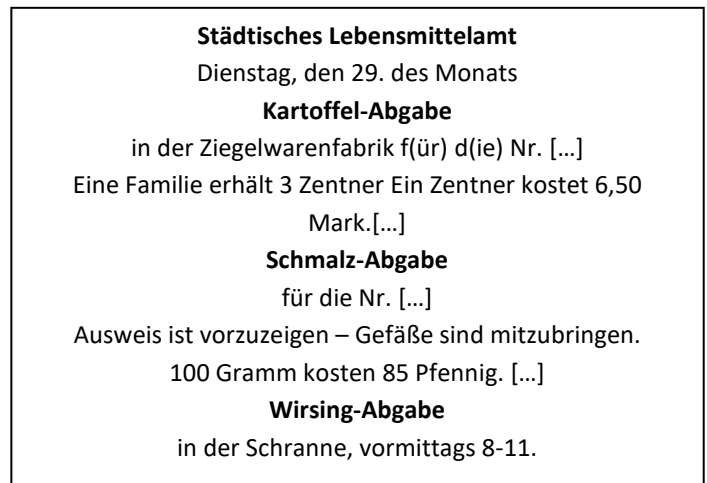 Städtisches Lebensmittelamt
Dienstag, den 29. des Monats
Kartoffel-Abgabe
in der Ziegelwarenfabrik f(ür) d(ie) Nr. […]
Eine Familie erhält 3 Zentner Ein Zentner kostet 6,50
Mark.[…]
Schmalz-Abgabe
für die Nr. […]
Ausweis ist vorzuzeigen – Gefäße sind mitzubringen.
100 Gramm kosten 85 Pfennig. […]
Wirsing-Abgabe
in der Schranne, vormittags 8-11.